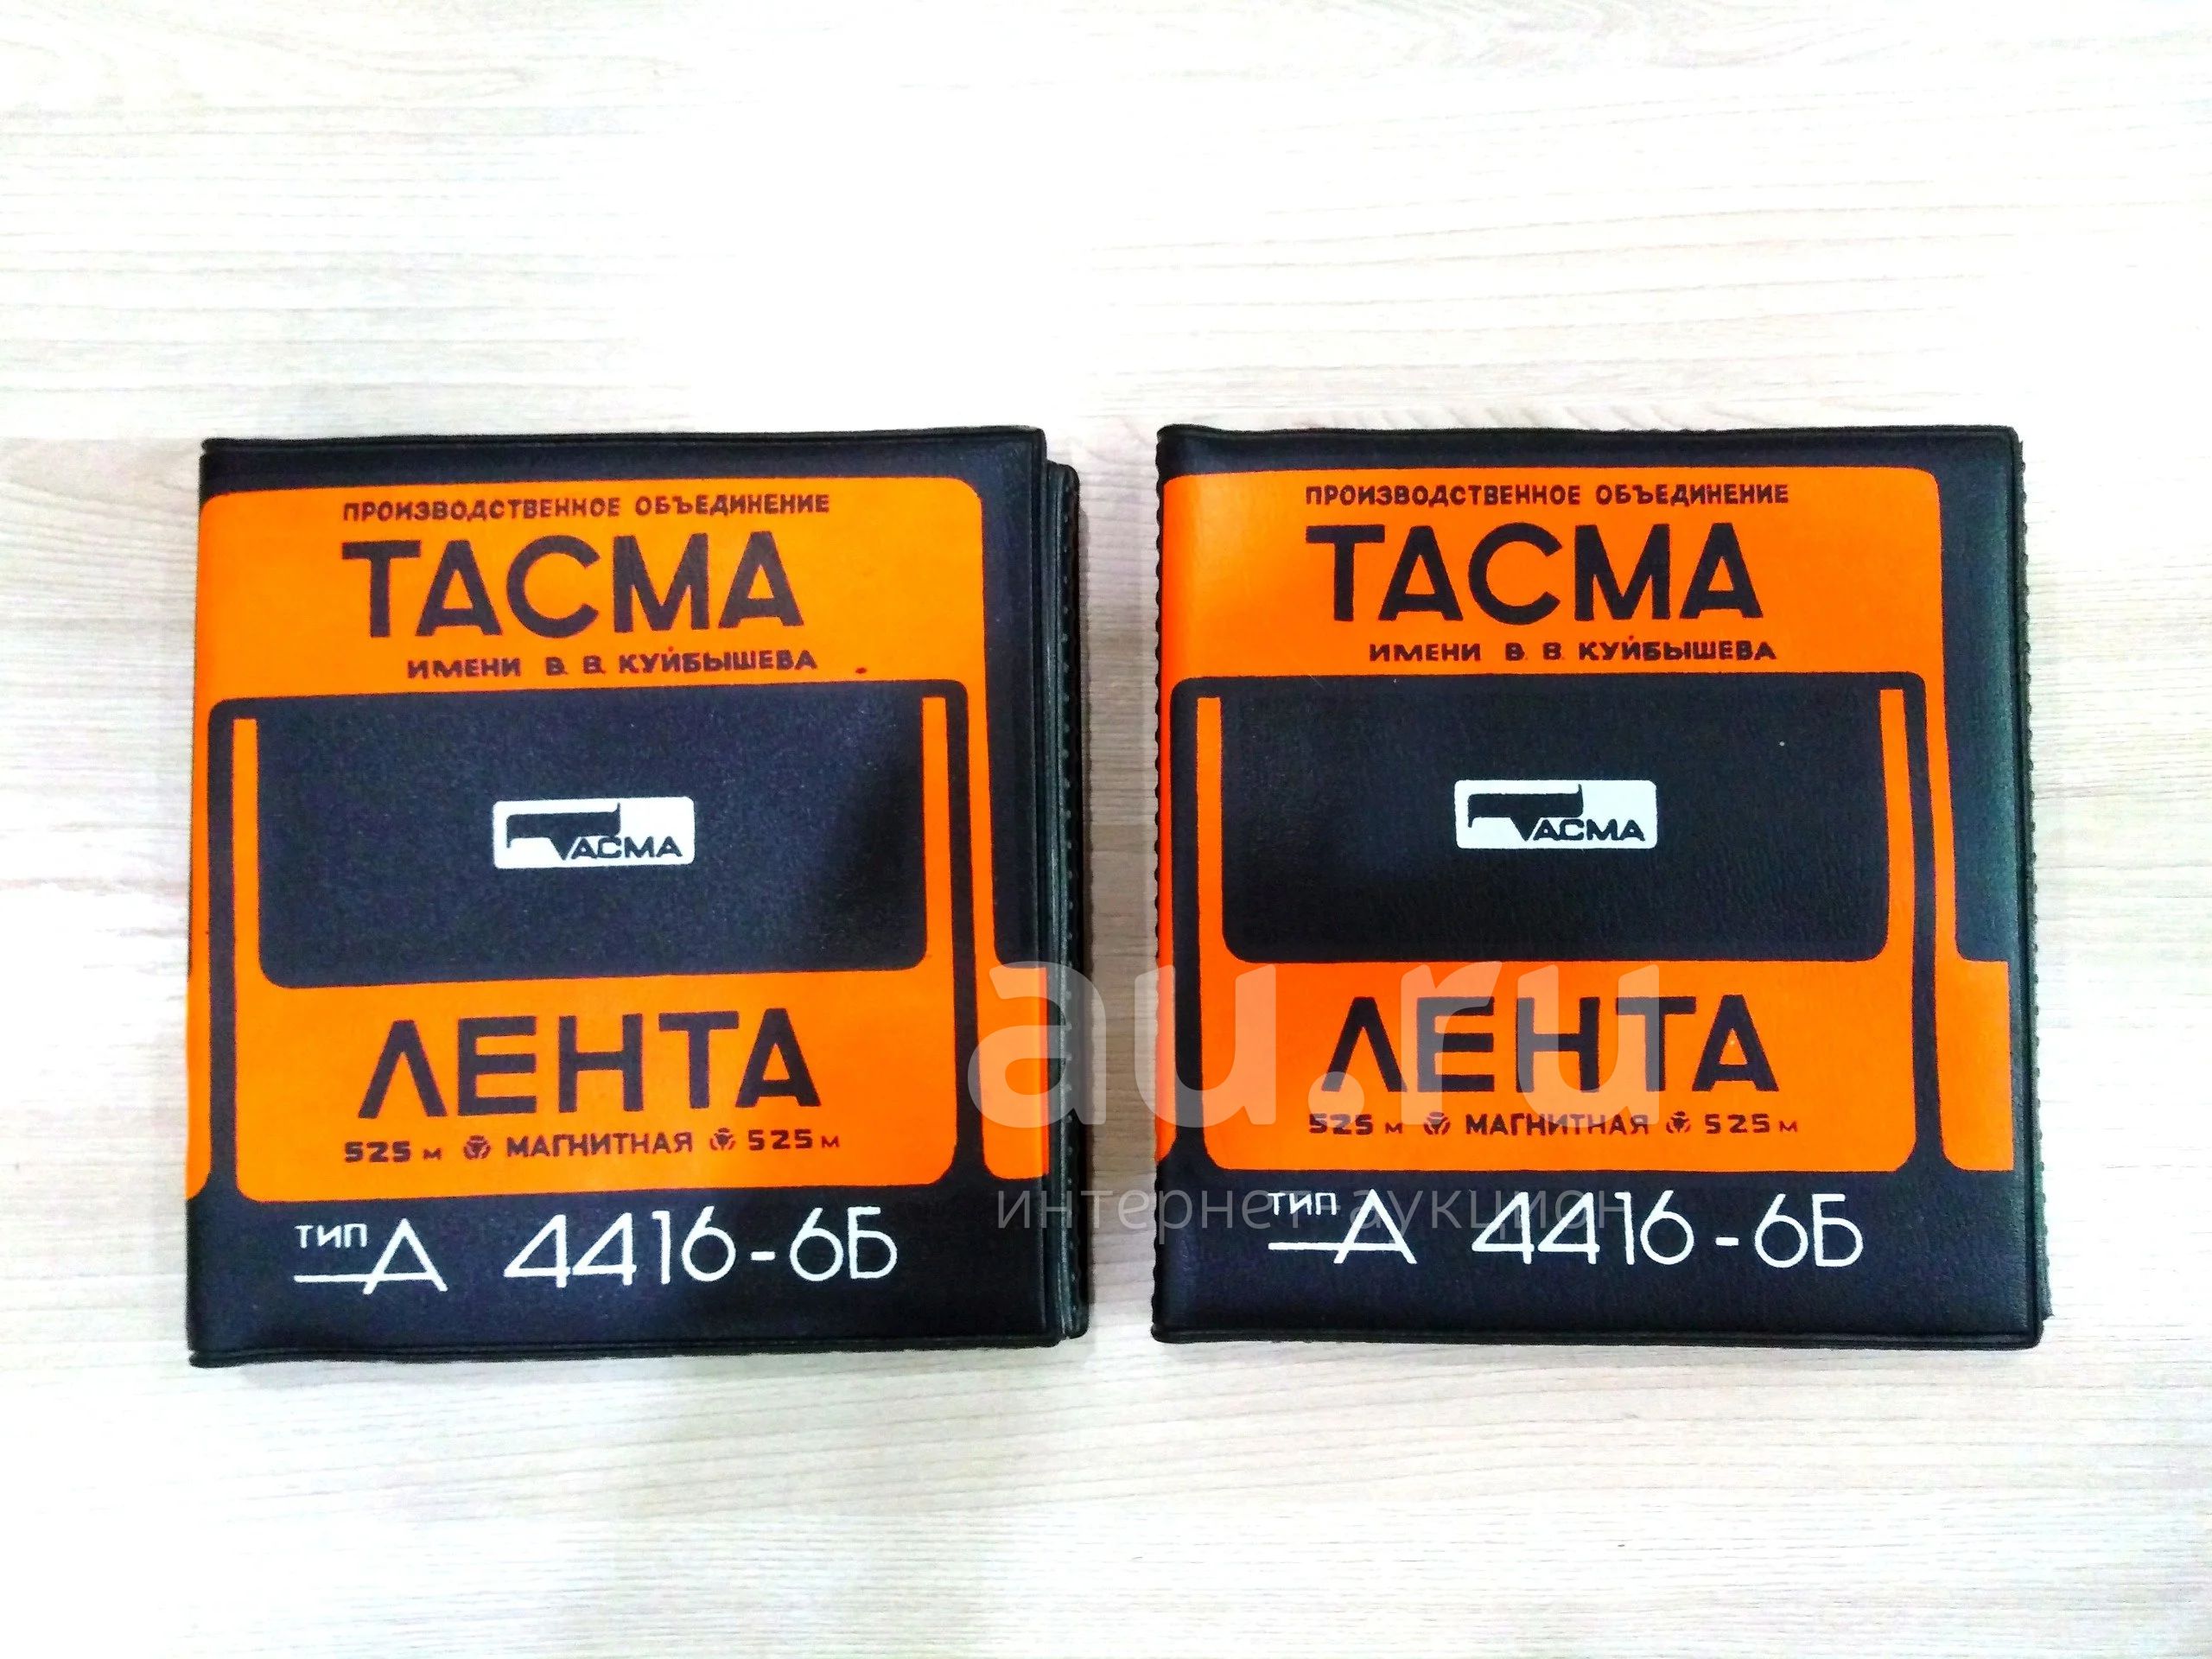 ПРОИЗВОДСТВЕННОЕ ОБЪЕДИНЕНИЕ
ТАСМА
ИМЕНИ В. В. КУЙБЫШЕВА
ТАСМА
ЛЕНТА
525 м МАГНИТНАЯ 525 м
ТИП А 4416-6Б
ПРОИЗВОДСТВЕННОЕ ОБЪЕДИНЕНИЕ
ТАСМА
ИМЕНИ В. В. КУЙБЫШЕВА
ТАСМА
ЛЕНТА
525 м МАГНИТНАЯ 525 м
ТИП А 4416-6Б
au.ru
интернет-аукцион